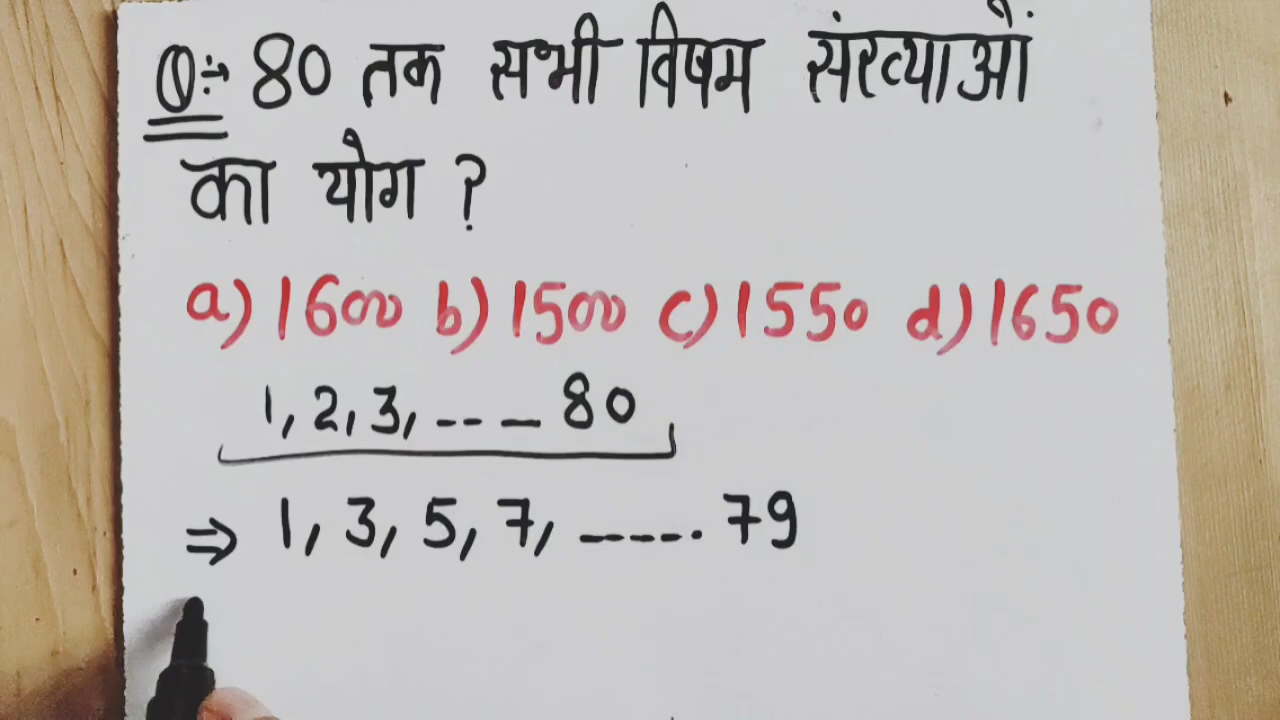 Q:→ 80 तक सभी विषम संख्याओं
का योग ?
a) 1600 b) 1500 c) 1550 d) 1650
1, 2, 3, --- 80
⇒ 1, 3, 5, 7, ------ 79